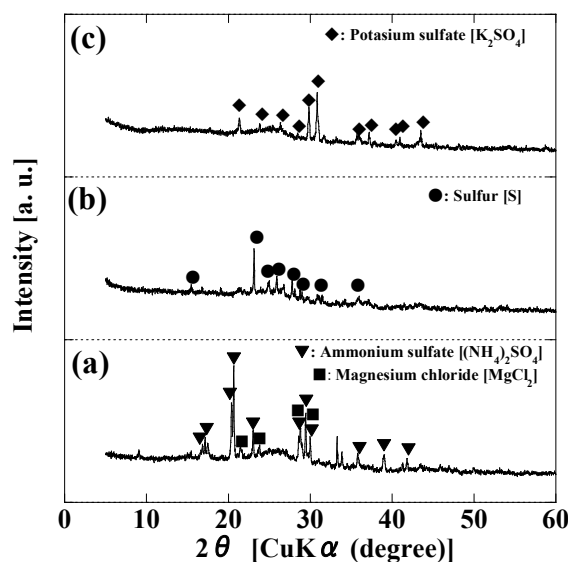 (c)
◆: Potasium sulfate [K₂SO₄]
(b)
●: Sulfur [S]
(a)
▼: Ammonium sulfate [(NH₄)₂SO₄]
■: Magnesium chloride [MgCl₂]
Intensity [a. u.]
0 10 20 30 40 50 60
2θ [CuKα (degree)]